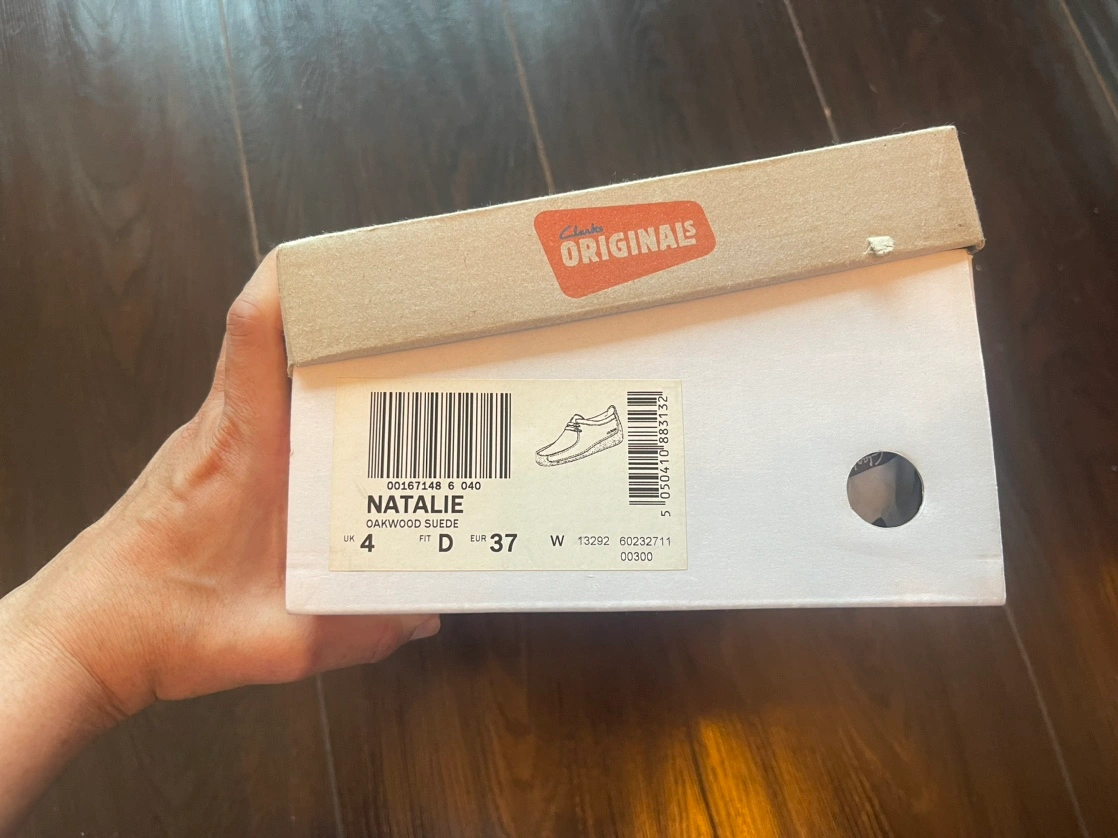 Clarks
ORIGINALS
00167148 6 040
NATALIE
OAKWOOD SUEDE
UK 4 FIT D EUR 37 W 13292 60232711
00300
5 050410 883132